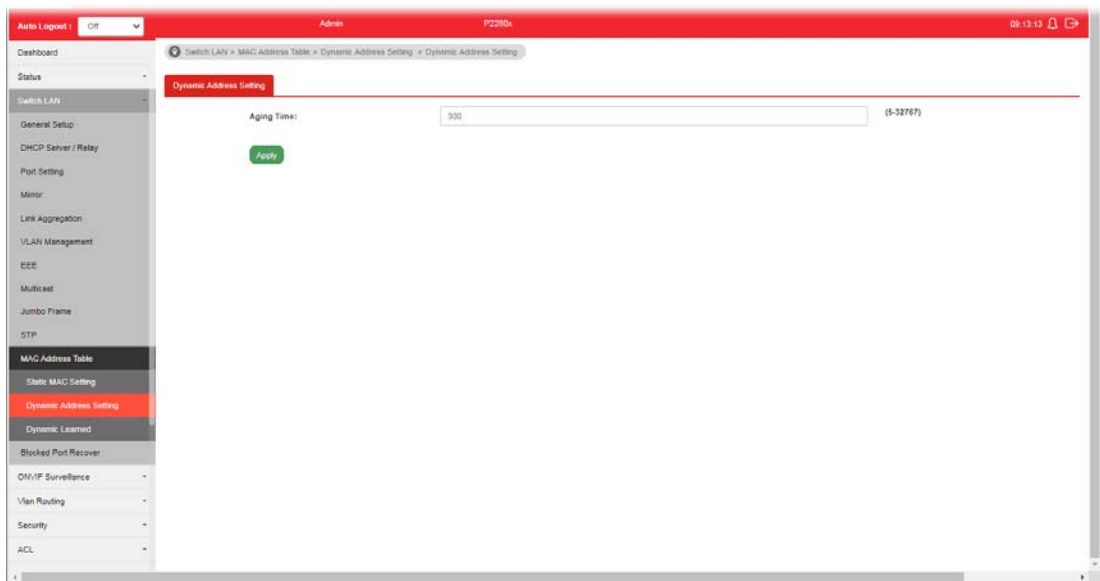 Auto Logout : Off Admin P2280x 09:13:13
Dashboard
Status
Switch LAN
General Setup
DHCP Server / Relay
Port Setting
Mirror
Link Aggregation
VLAN Management
EEE
Multicast
Jumbo Frame
STP
MAC Address Table
Static MAC Setting
Dynamic Address Setting
Dynamic Learned
Blocked Port Recover
ONVIF Surveillance
Vlan Routing
Security
ACL
Switch LAN > MAC Address Table > Dynamic Address Setting > Dynamic Address Setting
Dynamic Address Setting
Aging Time: 300 (5-32767)
Apply